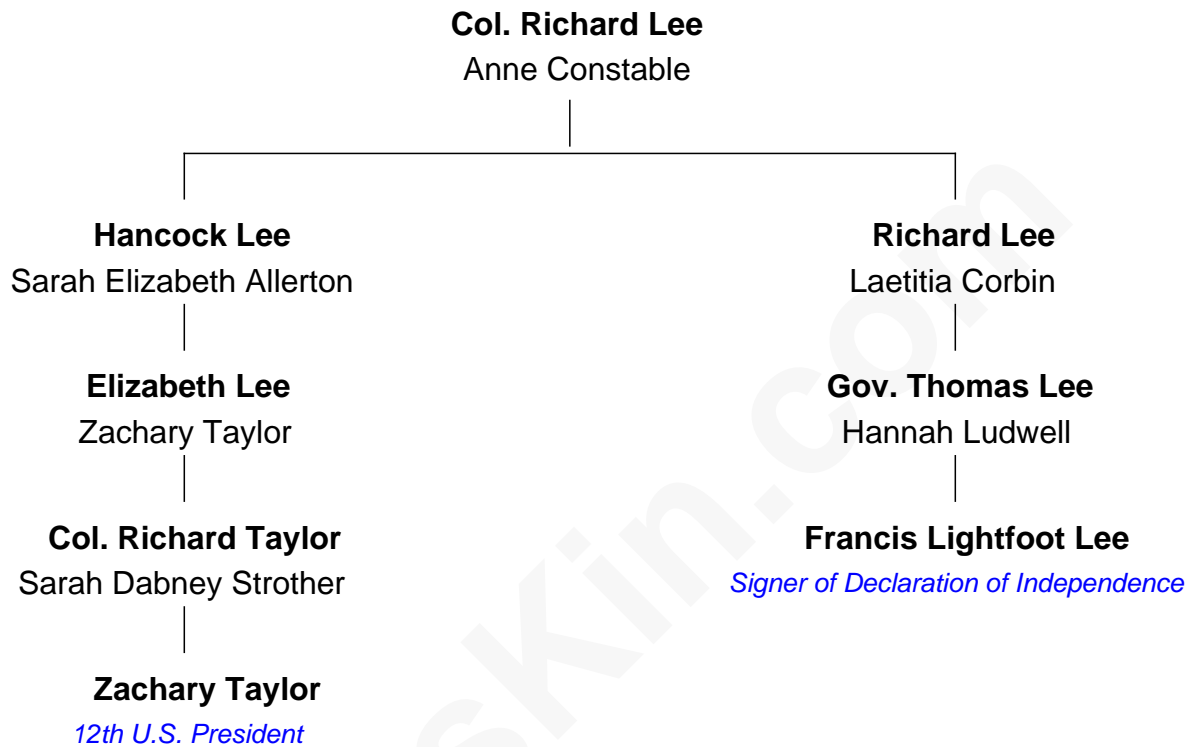 Col. Richard Lee
Anne Constable
Hancock Lee
Sarah Elizabeth Allerton
Richard Lee
Laetitia Corbin
Elizabeth Lee
Zachary Taylor
Gov. Thomas Lee
Hannah Ludwell
Col. Richard Taylor
Sarah Dabney Strother
Francis Lightfoot Lee
Signer of Declaration of Independence
Zachary Taylor
12th U.S. President
sKin.com